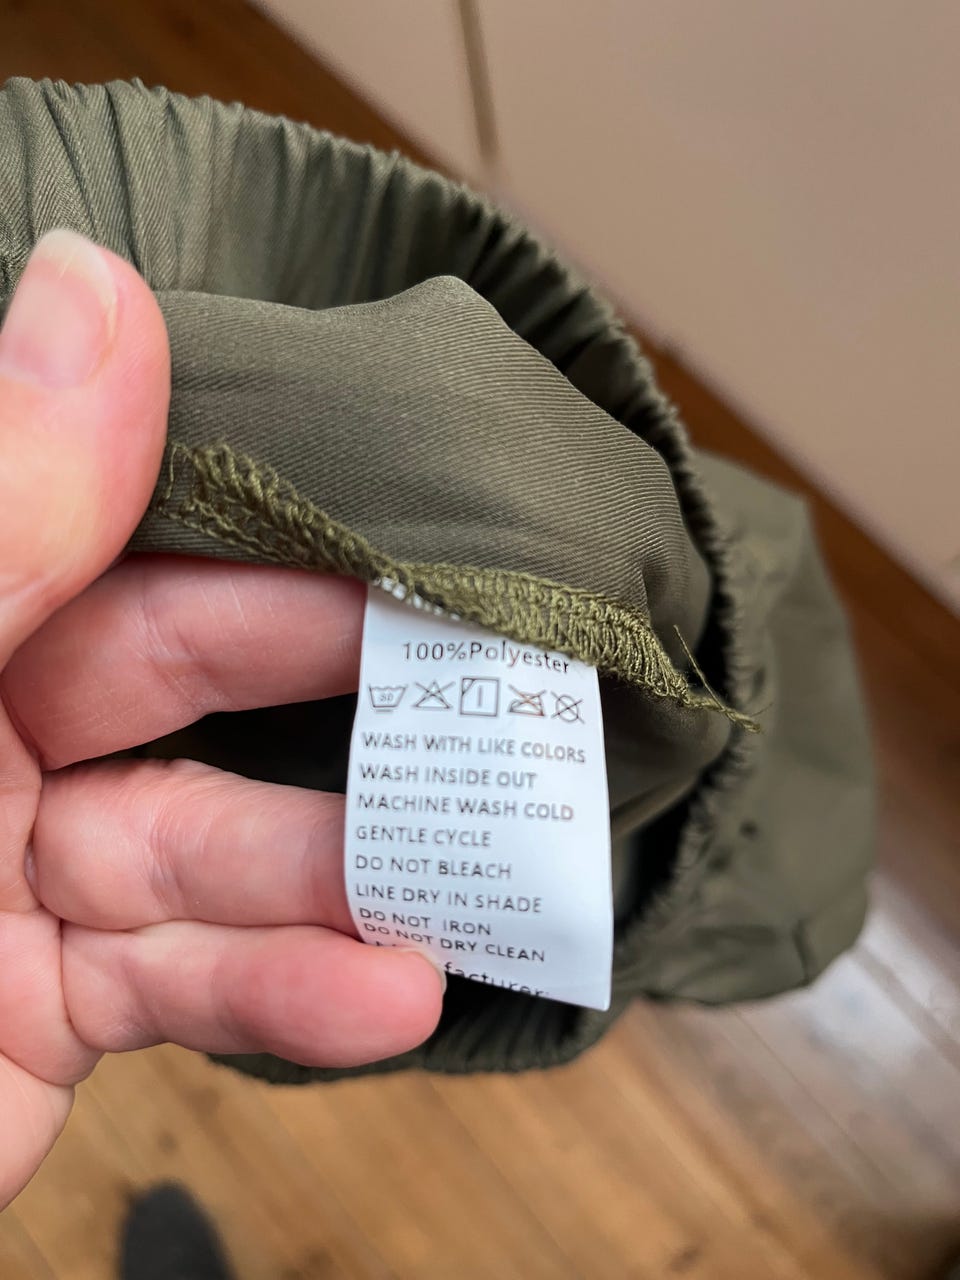 100%Polyester
30
WASH WITH LIKE COLORS
WASH INSIDE OUT
MACHINE WASH COLD
GENTLE CYCLE
DO NOT BLEACH
LINE DRY IN SHADE
DO NOT IRON
DO NOT DRY CLEAN